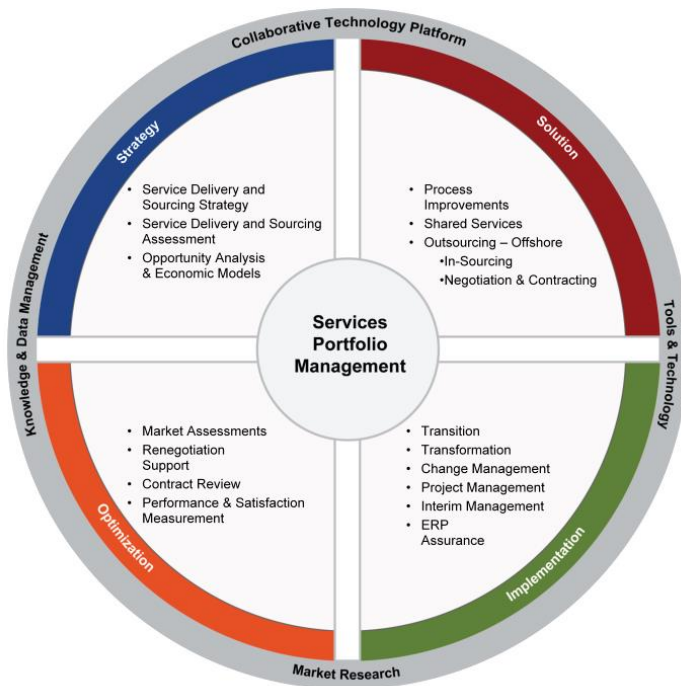 Collaborative Technology Platform
Strategy
Solution
• Service Delivery and
Sourcing Strategy
• Service Delivery and Sourcing
Assessment
• Opportunity Analysis
& Economic Models
• Process
Improvements
• Shared Services
• Outsourcing – Offshore
•In-Sourcing
•Negotiation & Contracting
Knowledge & Data Management
Services
Portfolio
Management
Tools & Technology
• Market Assessments
• Renegotiation
Support
• Contract Review
• Performance & Satisfaction
Measurement
• Transition
• Transformation
• Change Management
• Project Management
• Interim Management
• ERP
Assurance
Optimization
Implementation
Market Research